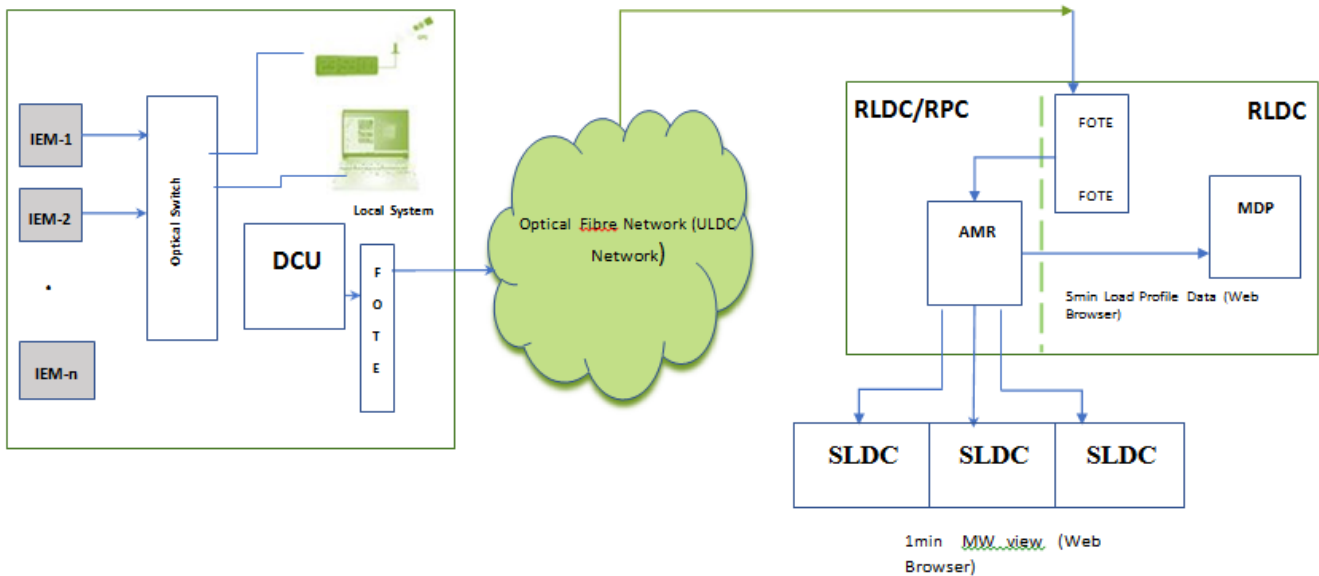 IEM-1
IEM-2
.
IEM-n
Optical Switch
Local System
DCU
F
O
T
E
Optical Fibre Network (ULDC
Network)
RLDC/RPC
RLDC
FOTE
FOTE
AMR
MDP
5min Load Profile Data (Web
Browser)
SLDC
SLDC
SLDC
1min MW view (Web
Browser)